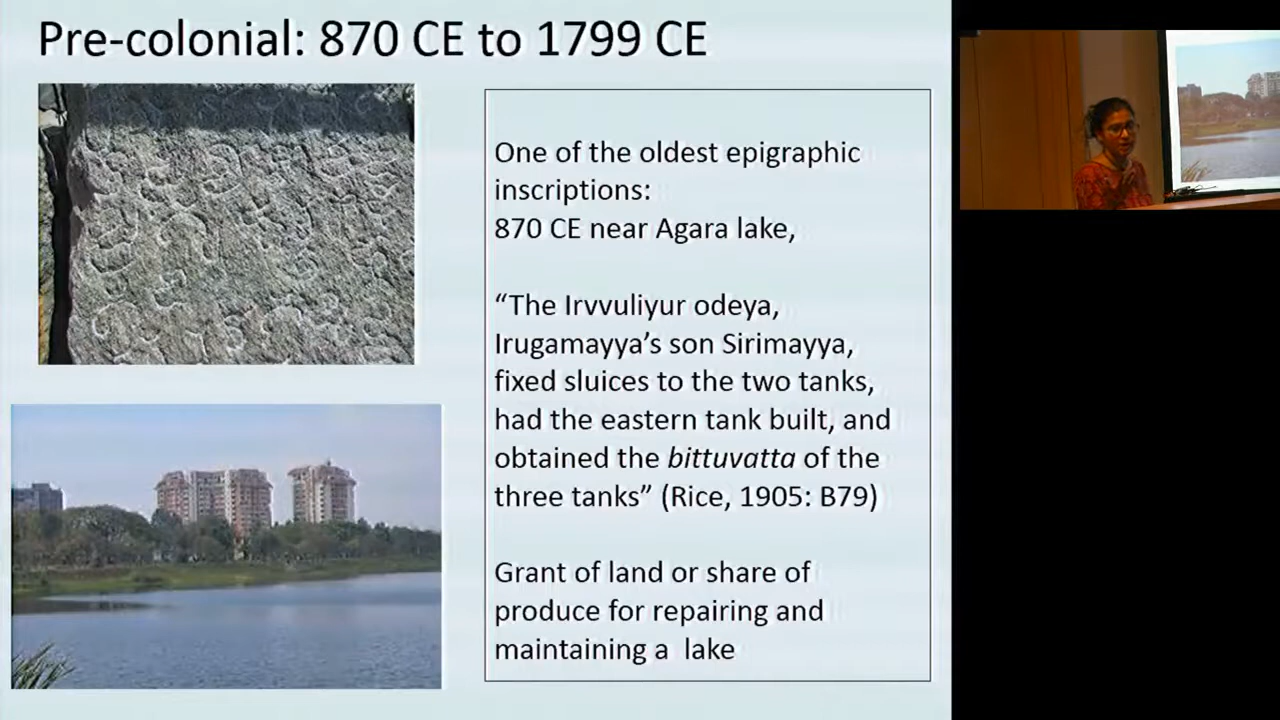 Pre-colonial: 870 CE to 1799 CE
One of the oldest epigraphic
inscriptions:
870 CE near Agara lake,
“The Irvvuliyur odeya,
Irugamayya’s son Sirimayya,
fixed sluices to the two tanks,
had the eastern tank built, and
obtained the bittuvatta of the
three tanks” (Rice, 1905: B79)
Grant of land or share of
produce for repairing and
maintaining a lake